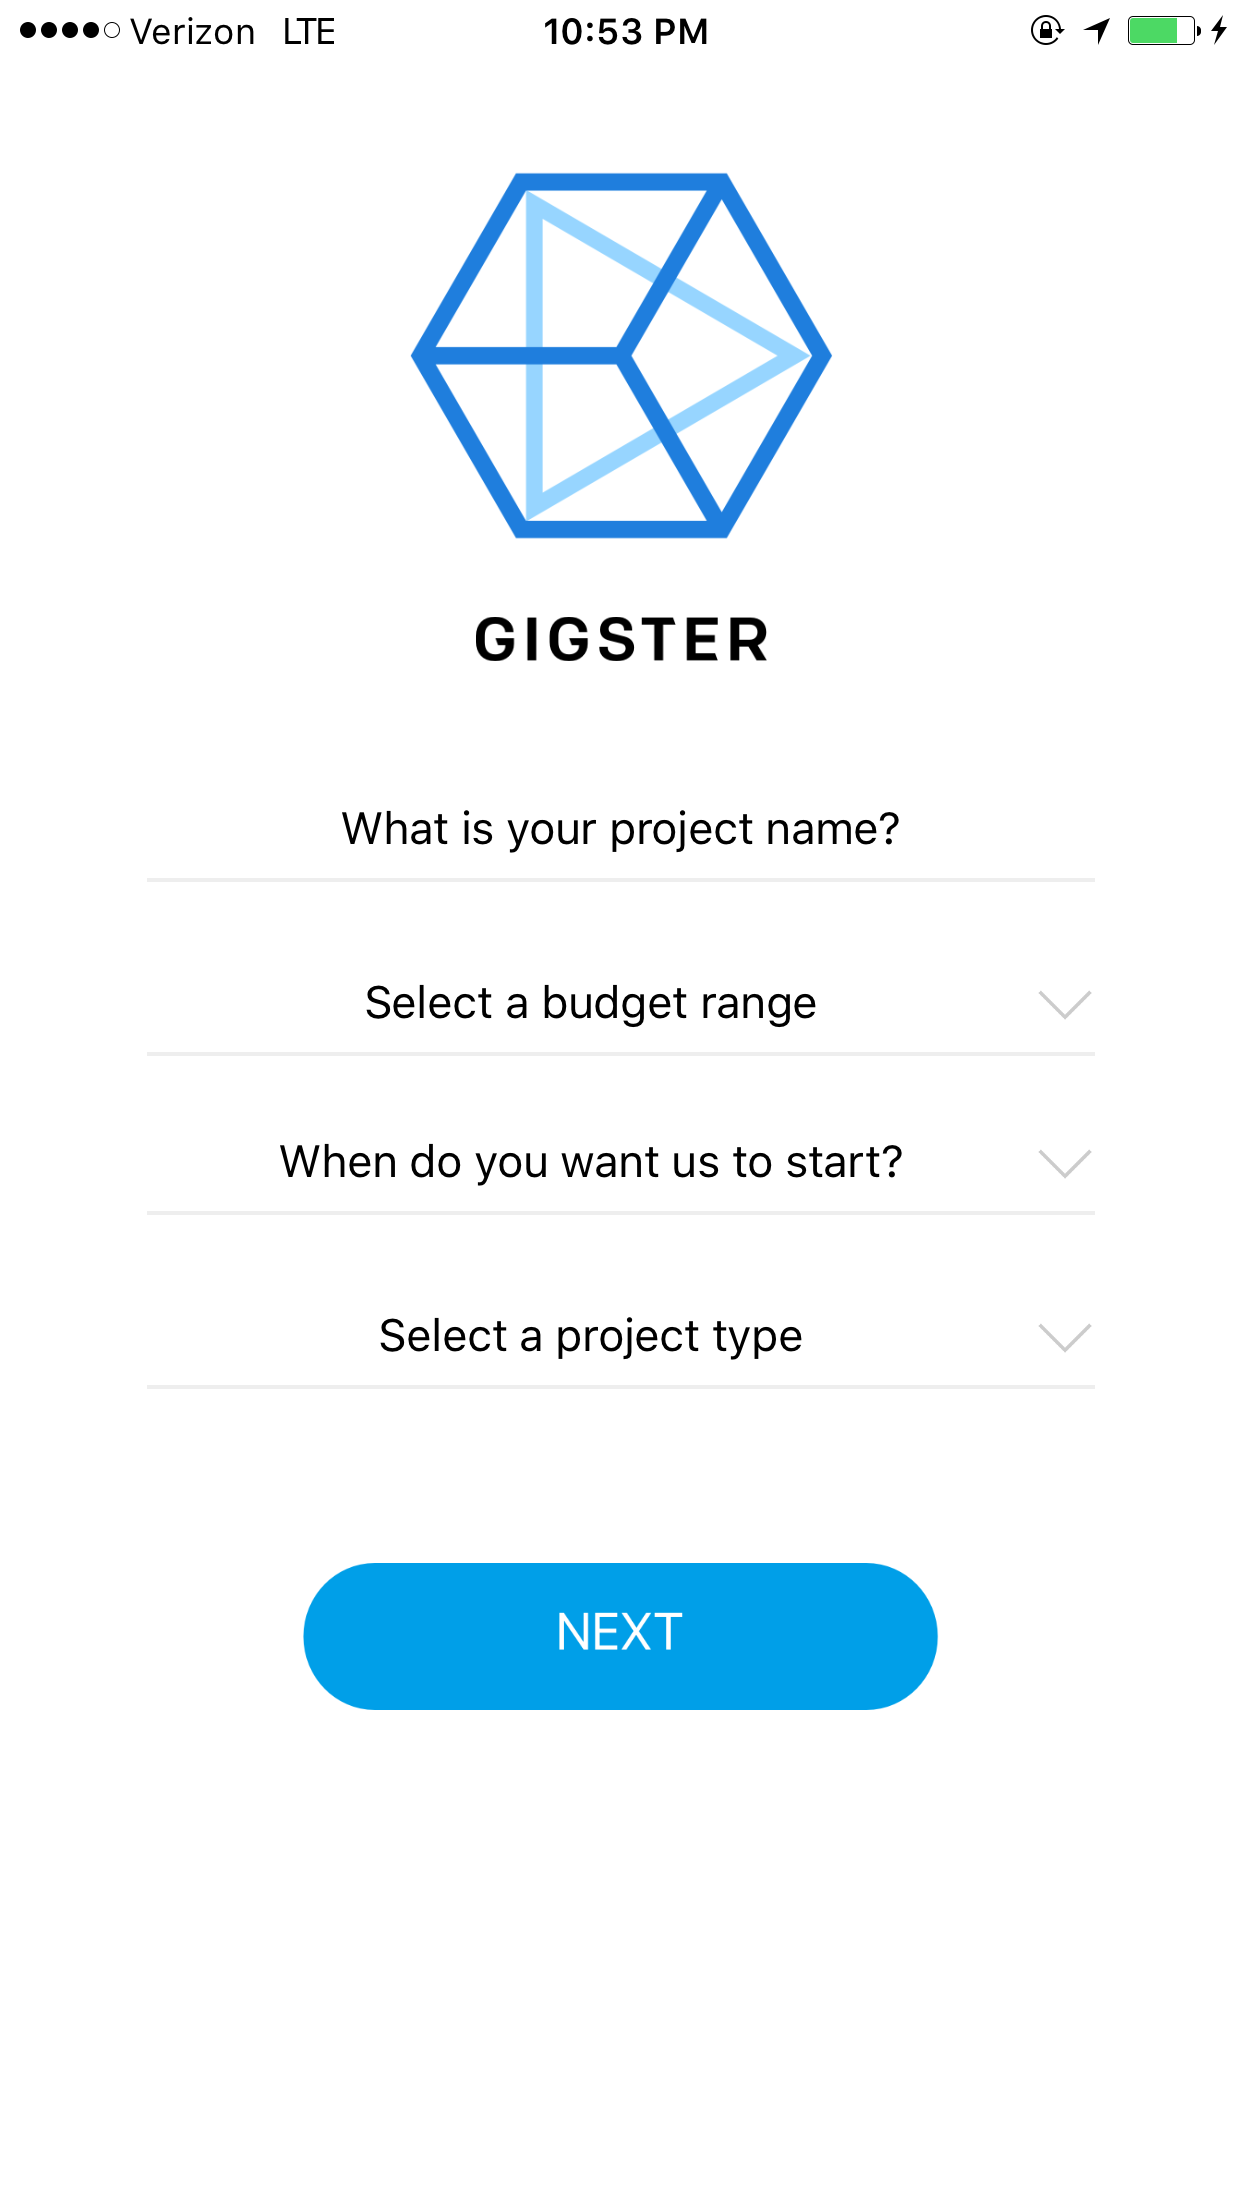 Verizon LTE 10:53 PM
GIGSTER
What is your project name?
Select a budget range
When do you want us to start?
Select a project type
NEXT